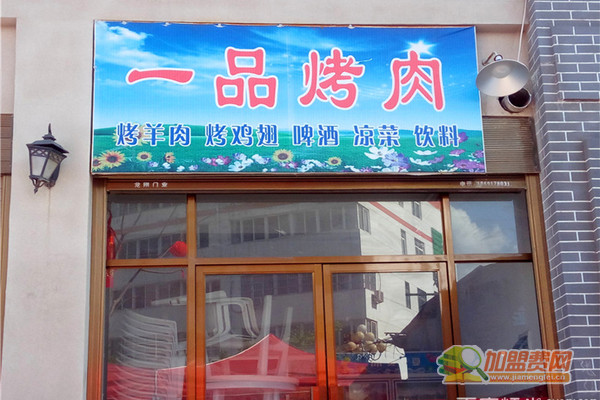 一品烤肉
烤羊肉 烤鸡翅 啤酒 凉菜 饮料
加盟费网
www.jiamengfei.cn